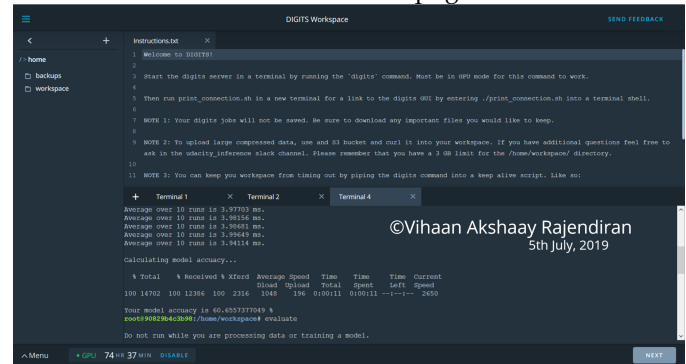 DIGITS Workspace
SEND FEEDBACK
Instructions.txt
/ > home
backups
workspace
1 Welcome to DIGITS!
2
3 Start the digits server in a terminal by running the `digits` command. Must be in GPU mode for this command to work.
4
5 Then run print_connection.sh in a new terminal for a link to the digits GUI by entering ./print_connection.sh into a terminal shell.
6
7 NOTE 1: Your digits jobs will not be saved. Be sure to download any important files you would like to keep.
8
9 NOTE 2: To upload large compressed data, use and S3 bucket and curl it into your workspace. If you have additional questions feel free to
ask in the udacity_inference slack channel. Please remember that you have a 3 GB limit for the /home/workspace/ directory.
10
11 NOTE 3: You can keep you workspace from timing out by piping the digits command into a keep alive script. Like so:
+ Terminal 1 × Terminal 2 × Terminal 4 ×
Average over 10 runs is 3.97703 ms.
Average over 10 runs is 3.98156 ms.
Average over 10 runs is 3.98681 ms.
Average over 10 runs is 3.99649 ms.
Average over 10 runs is 3.94114 ms.
©Vihaan Akshaay Rajendiran
5th July, 2019
Calculating model accuacy...
% Total % Received % Xferd Average Speed Time Time Time Current
Dload Upload Total Spent Left Speed
100 14702 100 12386 100 2316 1048 196 0:00:11 0:00:11 --:--:-- 2650
Your model accuacy is 60.6557377049 %
root@90829b4c3b98:/home/workspace# evaluate
Do not run while you are processing data or training a model.
Menu GPU 74 HR 37 MIN DISABLE NEXT